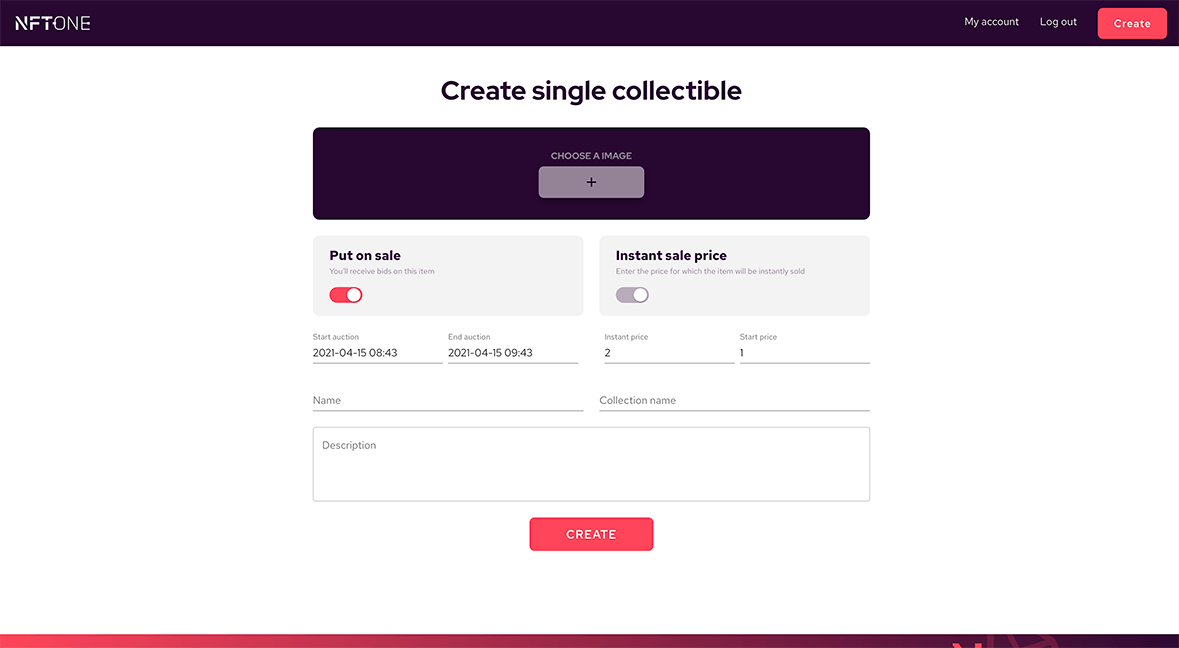 NFTONE
My account
Log out
Create
Create single collectible
CHOOSE A IMAGE
+
Put on sale
You'll receive bids on this item
Instant sale price
Enter the price for which the item will be instantly sold
Start auction
2021-04-15 08:43
End auction
2021-04-15 09:43
Instant price
2
Start price
1
Name
Collection name
Description
CREATE